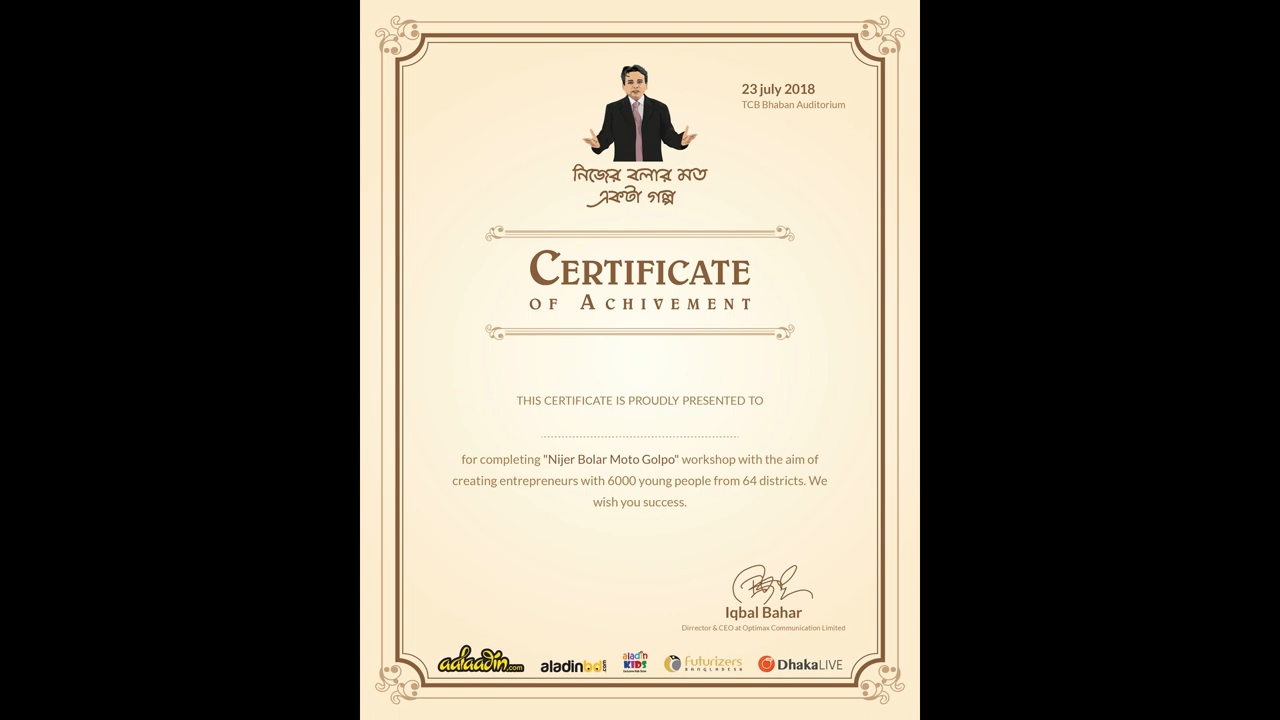 23 july 2018
TCB Bhaban Auditorium
নিজের বলার মত
একটা গল্প
CERTIFICATE
OF ACHIVEMENT
THIS CERTIFICATE IS PROUDLY PRESENTED TO
for completing "Nijer Bolar Moto Golpo" workshop with the aim of
creating entrepreneurs with 6000 young people from 64 districts. We
wish you success.
Iqbal Bahar
Dirrector & CEO at Optimax Communication Limited
aalaadin.com
aladinbd.com
aladin
KIDS
Futurizers
BANGLADESH
DhakaLIVE